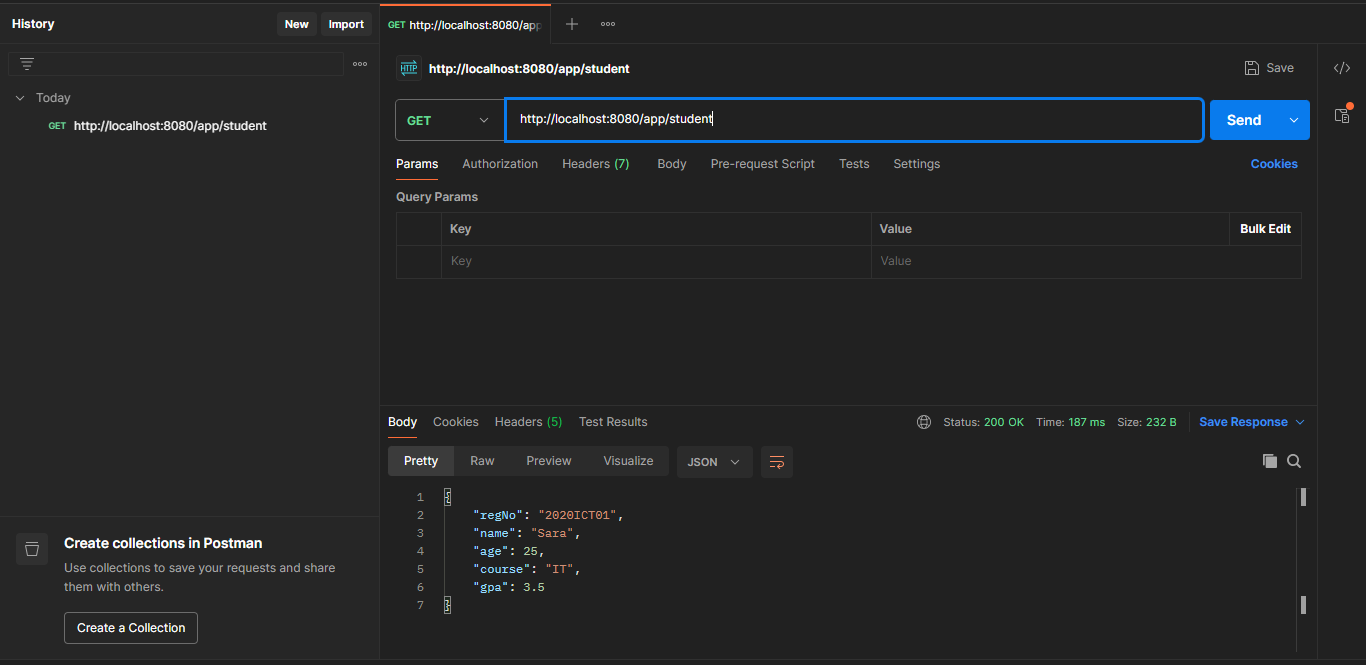 History
New
Import
GET http://localhost:8080/app
Today
GET http://localhost:8080/app/student
HTTP http://localhost:8080/app/student
Save
GET
http://localhost:8080/app/student
Send
Params Authorization Headers (7) Body Pre-request Script Tests Settings
Cookies
Query Params
Key Value Bulk Edit
Key Value
Body Cookies Headers (5) Test Results
Status: 200 OK Time: 187 ms Size: 232 B Save Response
Pretty Raw Preview Visualize JSON
1 {
2 "regNo": "2020ICT01",
3 "name": "Sara",
4 "age": 25,
5 "course": "IT",
6 "gpa": 3.5
7 }
Create collections in Postman
Use collections to save your requests and share
them with others.
Create a Collection